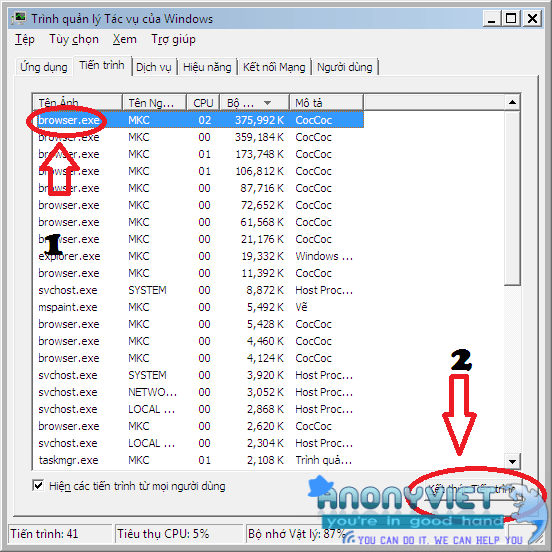 Trình quản lý Tác vụ của Windows
Tệp Tùy chọn Xem Trợ giúp
Ứng dụng Tiến trình Dịch vụ Hiệu năng Kết nối Mạng Người dùng
Tên Ảnh Tên Ng... CPU Bộ ... Mô tả
browser.exe MKC 02 375,992 K CocCoc
browser.exe MKC 00 359,184 K CocCoc
browser.exe MKC 01 173,748 K CocCoc
browser.exe MKC 01 106,812 K CocCoc
browser.exe MKC 00 87,716 K CocCoc
browser.exe MKC 00 72,652 K CocCoc
browser.exe MKC 00 61,568 K CocCoc
browser.exe MKC 00 21,176 K CocCoc
explorer.exe MKC 00 19,332 K Windows ...
browser.exe MKC 00 11,392 K CocCoc
svchost.exe SYSTEM 00 8,872 K Host Proc...
mspaint.exe MKC 00 5,492 K Vẽ
browser.exe MKC 00 5,428 K CocCoc
browser.exe MKC 00 4,460 K CocCoc
browser.exe MKC 00 4,124 K CocCoc
svchost.exe SYSTEM 00 3,920 K Host Proc...
svchost.exe NETWO... 00 3,052 K Host Proc...
svchost.exe LOCAL ... 00 2,868 K Host Proc...
browser.exe MKC 00 2,620 K CocCoc
svchost.exe LOCAL ... 00 2,304 K Host Proc...
taskmgr.exe MKC 01 2,108 K Trình quả...
1
2
Hiện các tiến trình từ mọi người dùng
Kết thúc Tiến trình
ANONYVIET
you're in good hand
YOU CAN DO IT. WE CAN HELP YOU
Tiến trình: 41 Tiêu thụ CPU: 5% Bộ nhớ Vật lý: 87%